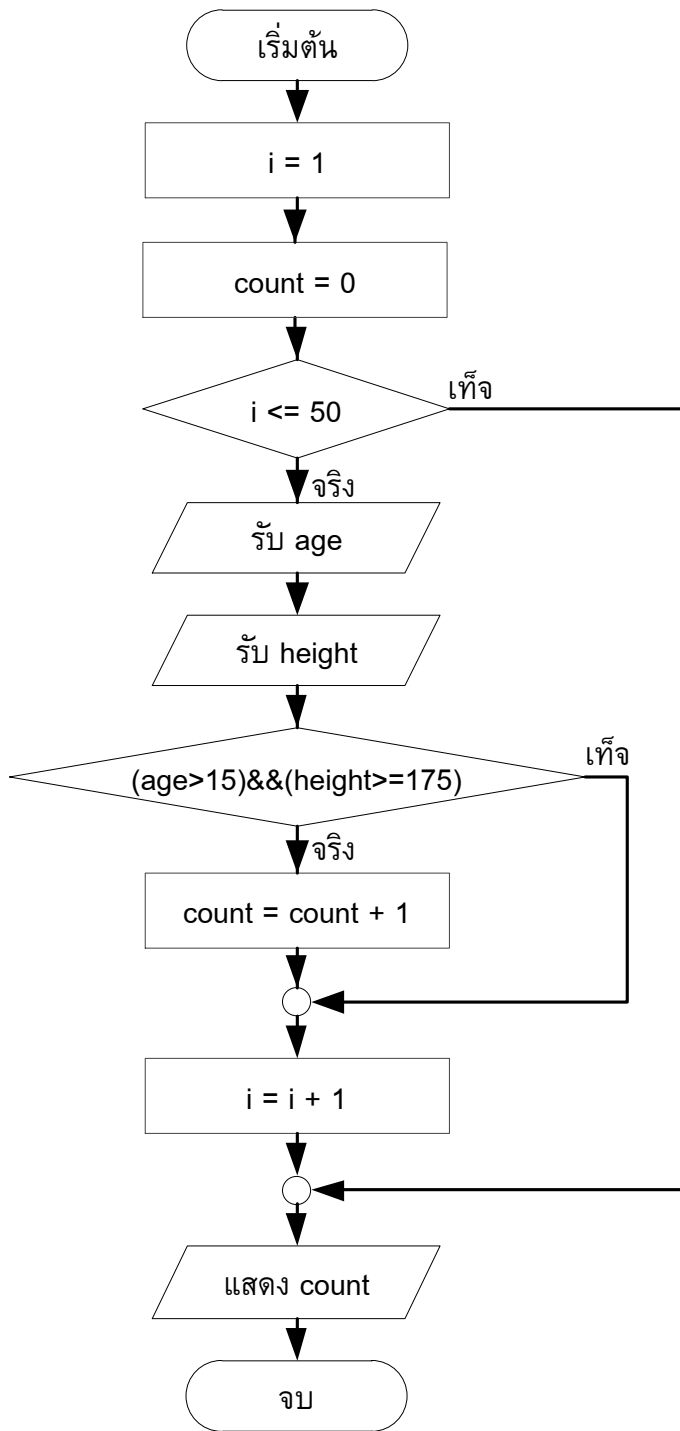 เริ่มต้น
i = 1
count = 0
i <= 50
เท็จ
จริง
รับ age
รับ height
(age>15)&&(height>=175)
เท็จ
จริง
count = count + 1
i = i + 1
แสดง count
จบ